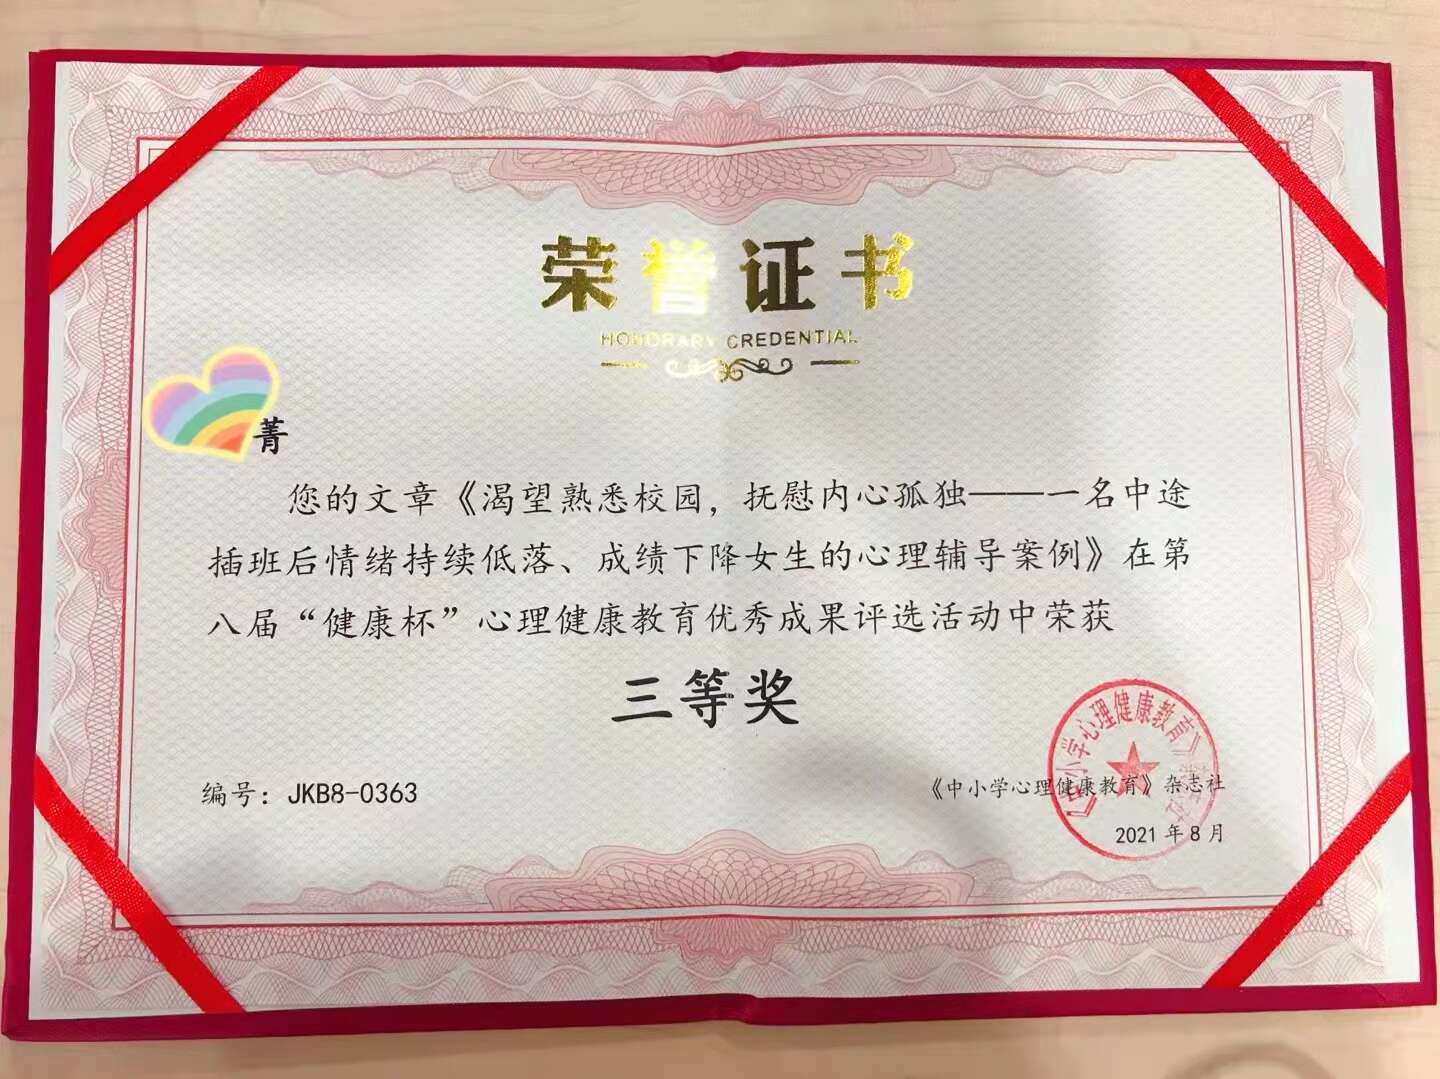 荣誉证书
HONORARY CREDENTIAL
菁
您的文章《渴望熟悉校园，抚慰内心孤独——一名中途
插班后情绪持续低落、成绩下降女生的心理辅导案例》在第
八届“健康杯”心理健康教育优秀成果评选活动中荣获
三等奖
编号：JKB8-0363
《中小学心理健康教育》杂志社
2021 年 8 月
《中小学心理健康教育》